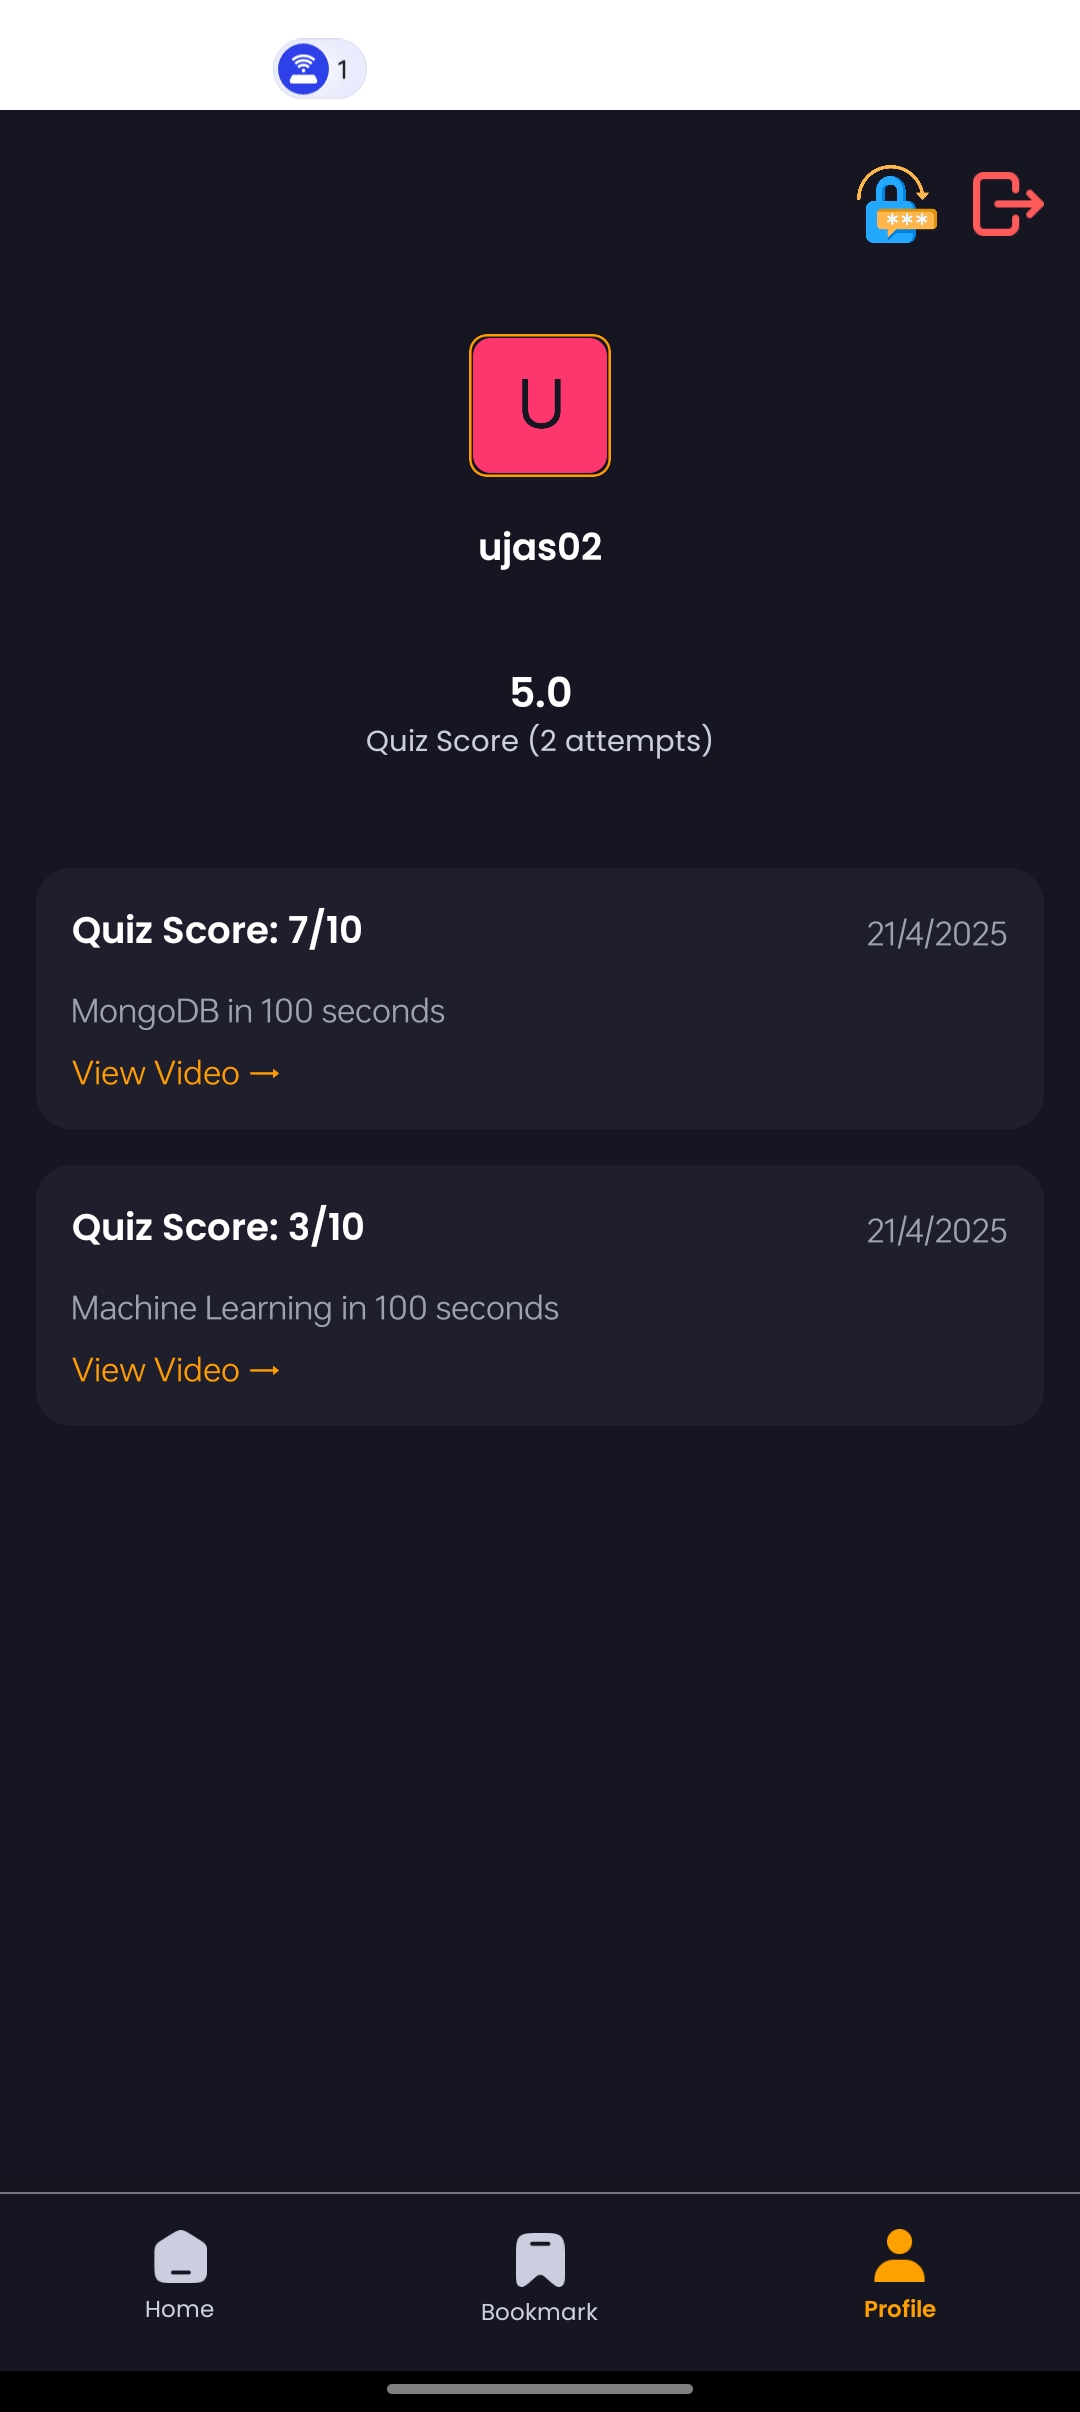 1
***
U
ujas02
5.0
Quiz Score (2 attempts)
Quiz Score: 7/10
21/4/2025
MongoDB in 100 seconds
View Video →
Quiz Score: 3/10
21/4/2025
Machine Learning in 100 seconds
View Video →
Home
Bookmark
Profile